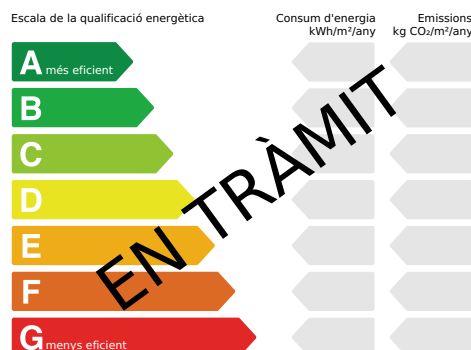 Escala de la qualificació energètica
Consum d'energia
kWh/m²/any
Emissions
kg CO₂/m²/any
A més eficient
B
C
D
E
F
G menys eficient
EN TRÀMIT